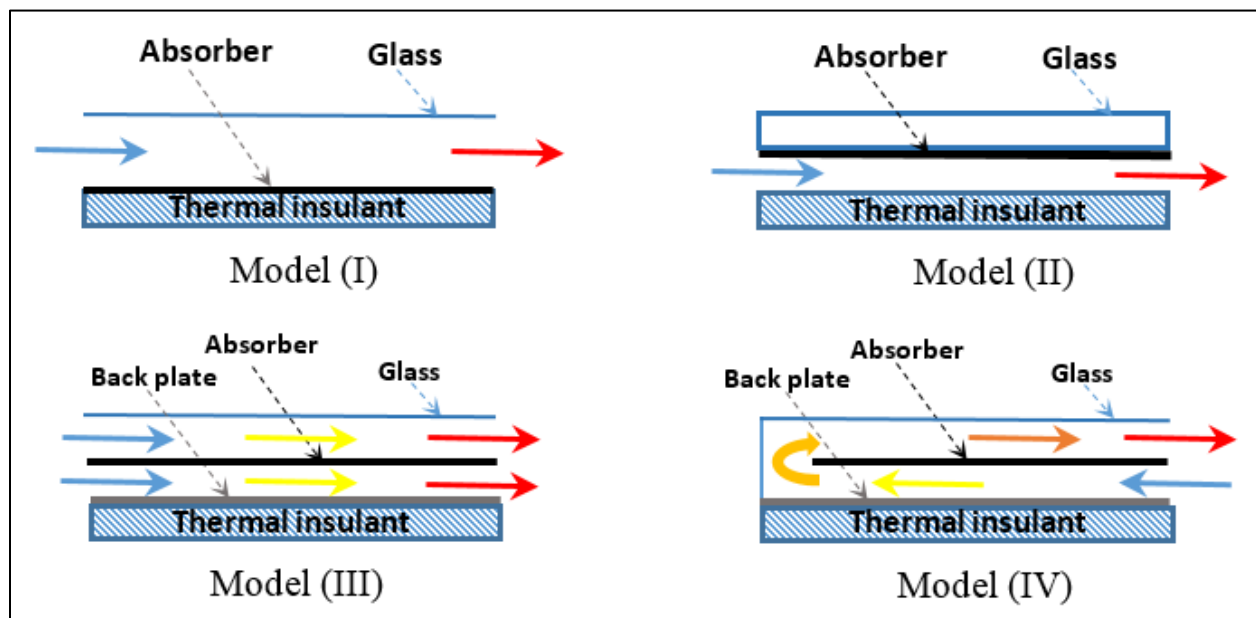 Absorber
Glass
Thermal insulant
Model (I)
Absorber
Glass
Thermal insulant
Model (II)
Absorber
Back plate
Glass
Thermal insulant
Model (III)
Absorber
Back plate
Glass
Thermal insulant
Model (IV)